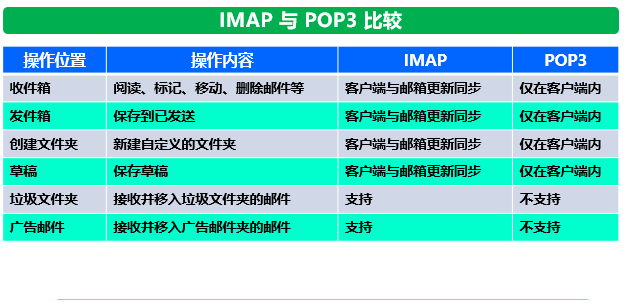 IMAP 与 POP3 比较
操作位置 操作内容 IMAP POP3
收件箱 阅读、标记、移动、删除邮件等 客户端与邮箱更新同步 仅在客户端内
发件箱 保存到已发送 客户端与邮箱更新同步 仅在客户端内
创建文件夹 新建自定义的文件夹 客户端与邮箱更新同步 仅在客户端内
草稿 保存草稿 客户端与邮箱更新同步 仅在客户端内
垃圾文件夹 接收并移入垃圾文件夹的邮件 支持 不支持
广告邮件 接收并移入广告邮件夹的邮件 支持 不支持